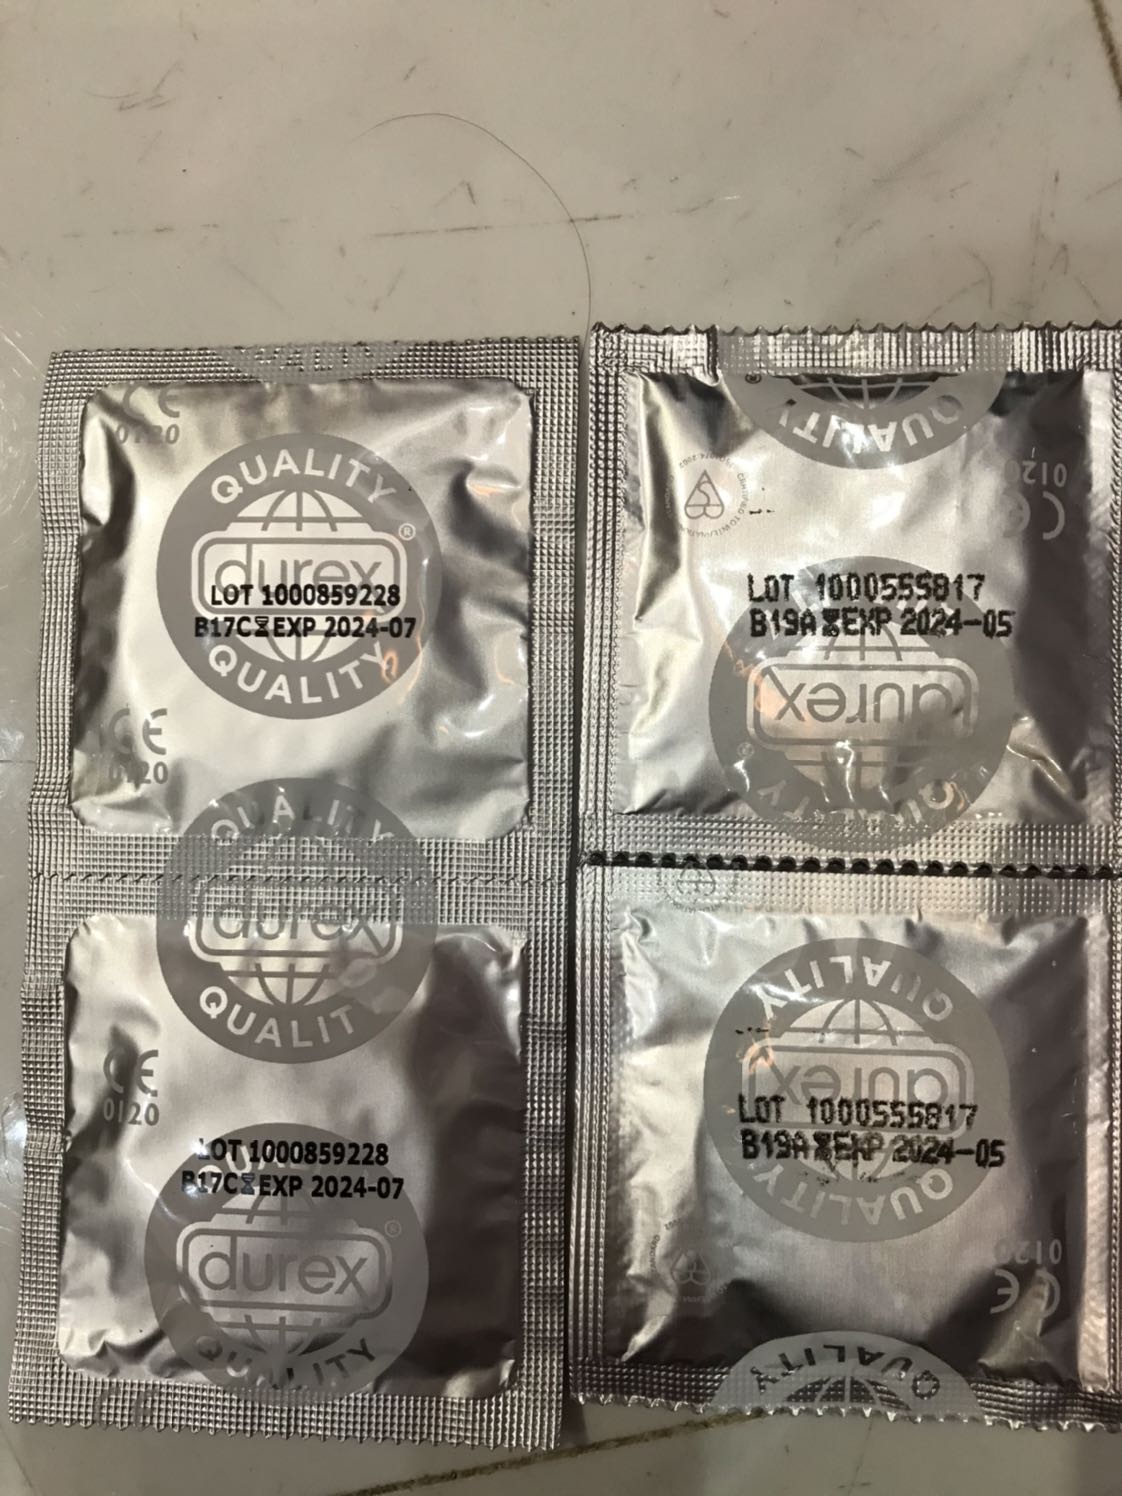 CE
0120
QUALITY
durex
®
LOT 1000859228
B17C EXP 2024-07
QUALITY
CE
0120
QUALITY
durex
QUALIT
CE
0120
LOT 1000859228
B17C EXP 2024-07
durex
®
QUALITY
QUALITY
®
0120
CE
LOT 1000555817
B19A EXP 2024-05
durex
®
QUALITY
QUALITY
durex
LOT 1000555817
B19A EXP 2024-05
QUALITY
0120
CE
QUALITY